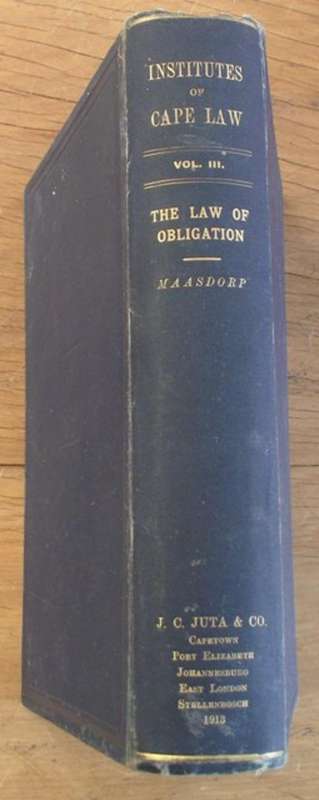 INSTITUTES
OF
CAPE LAW
VOL. III.
THE LAW OF
OBLIGATION
MAASDORP
J. C. JUTA & CO.
CAPETOWN
PORT ELIZABETH
JOHANNESBURG
EAST LONDON
STELLENBOSCH
1913